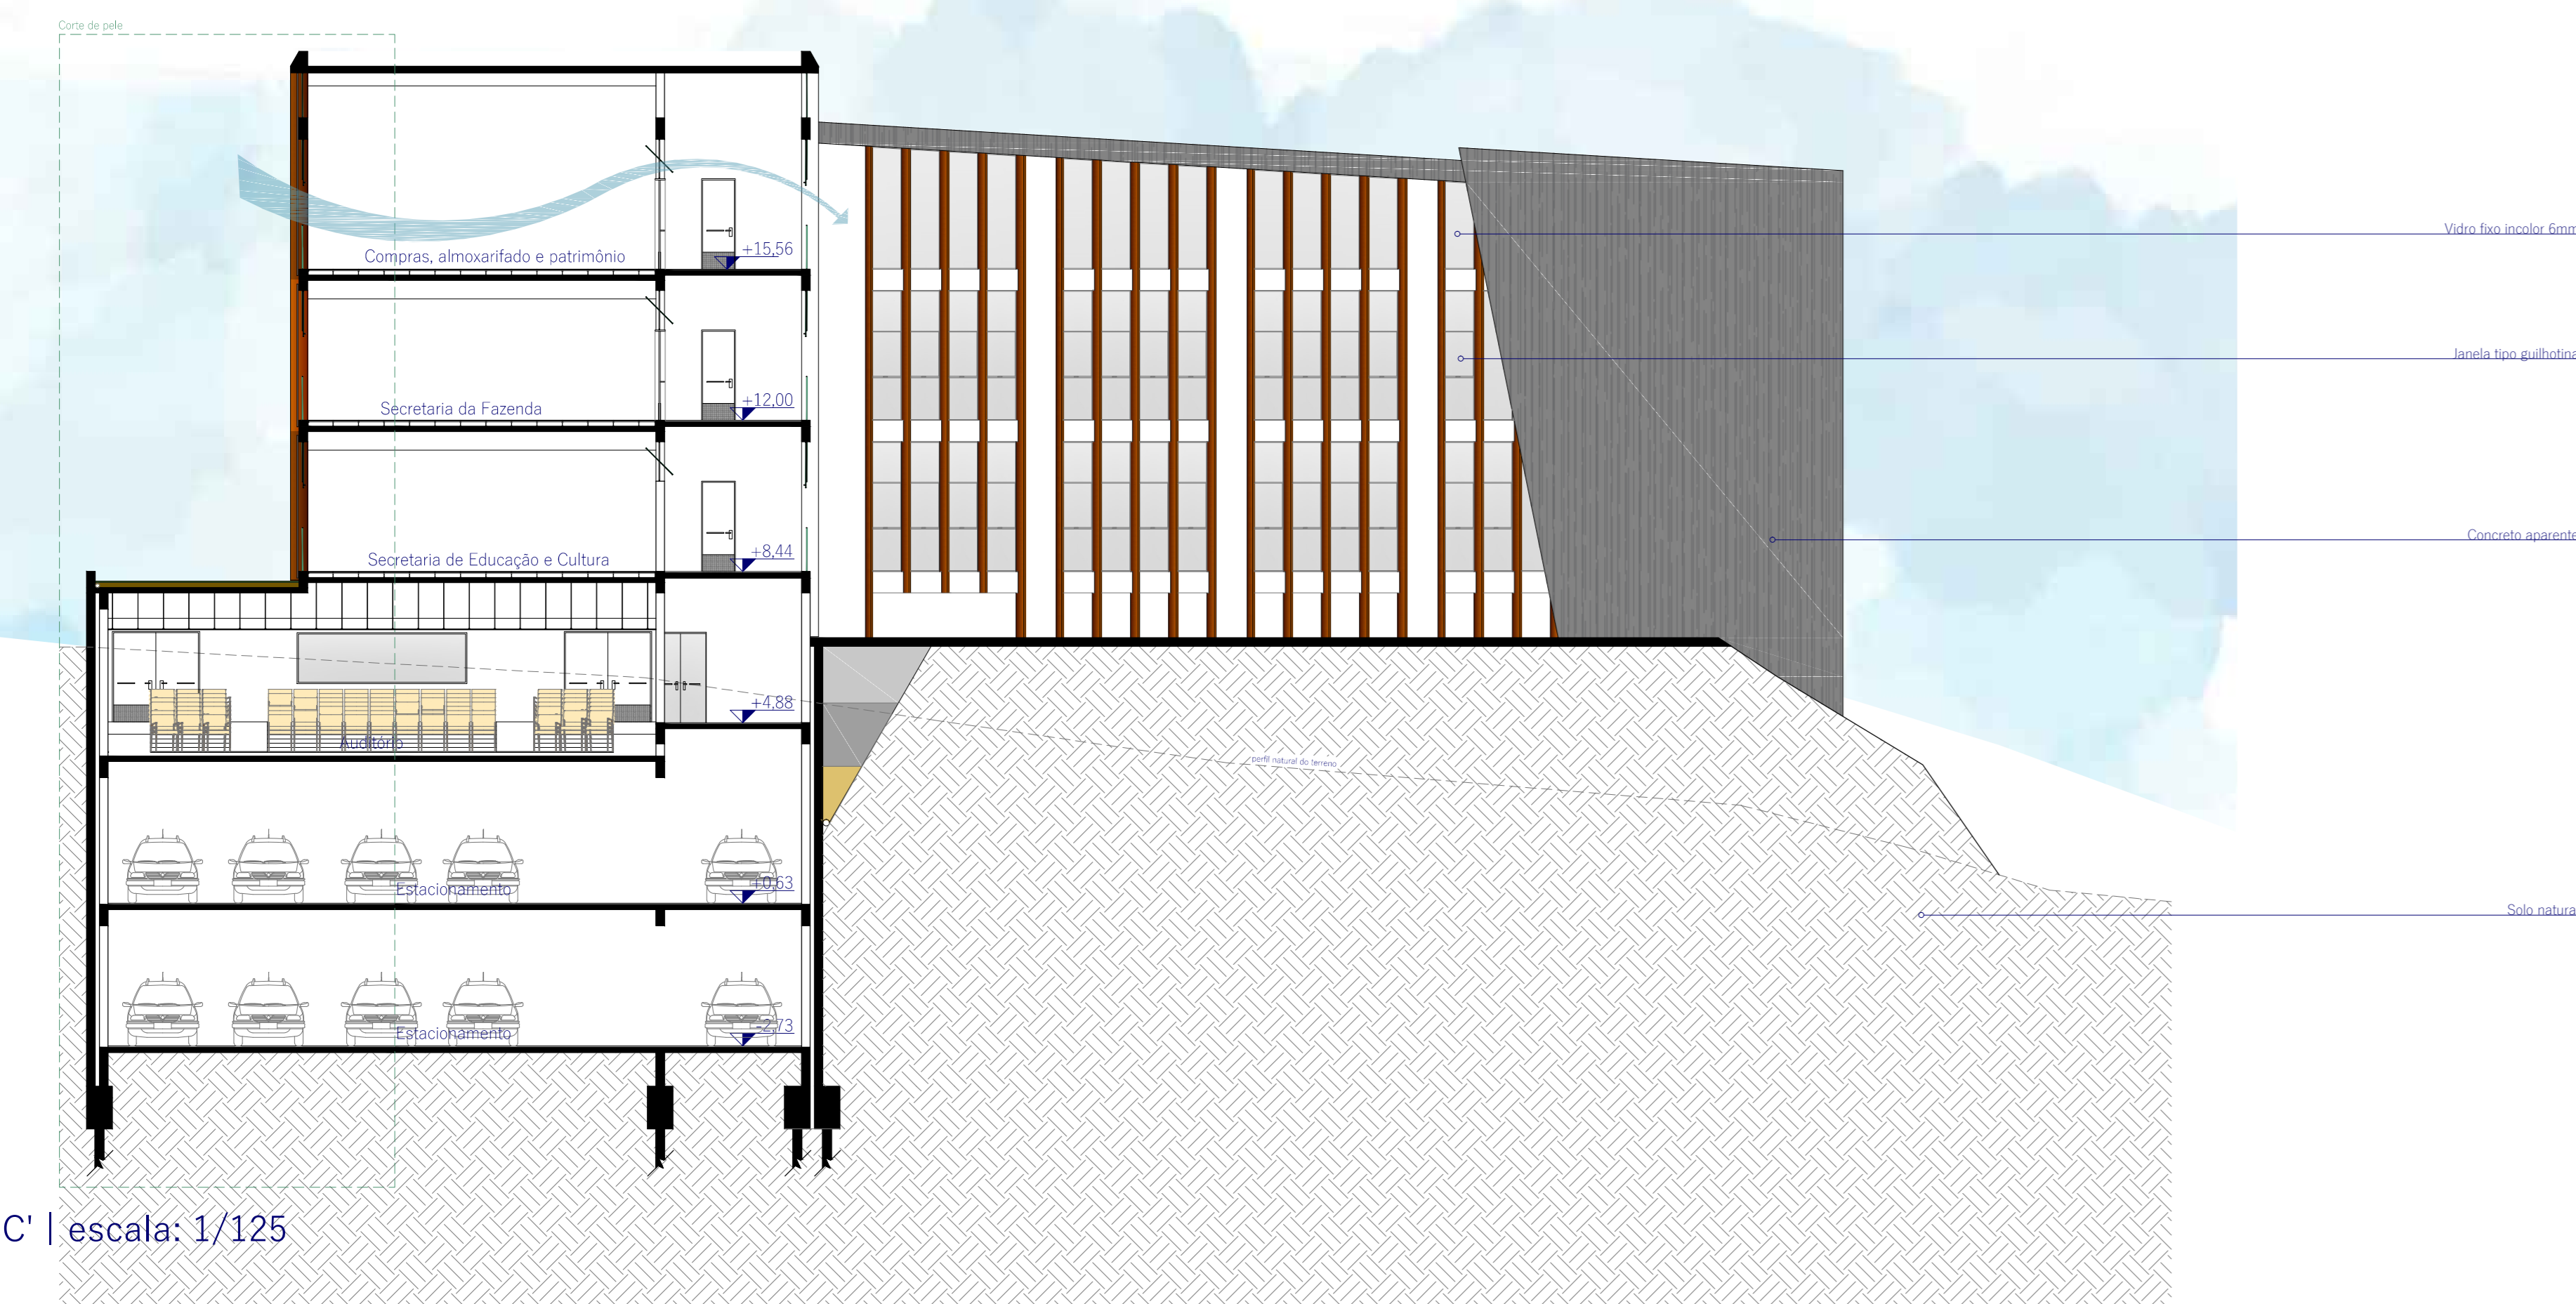 Corte de pele
Vidro fixo incolor 6mm
Compras, almoxarifado e patrimônio
+15,56
Janela tipo guilhotina
Secretaria da Fazenda
+12,00
Concreto aparente
Secretaria de Educação e Cultura
+8,44
+4,88
Auditório
perfil natural do terreno
Estacionamento
+0,63
Solo natura
Estacionamento
-2,73
C' | escala: 1/125